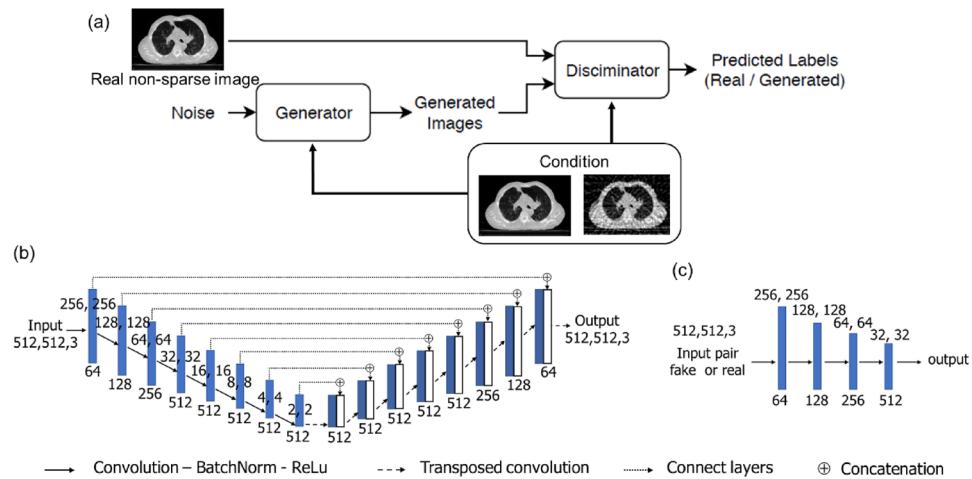 (a)
Real non-sparse image
Noise
Generator
Generated
Images
Disciminator
Predicted Labels
(Real / Generated)
Condition
(b)
Input
512,512,3
256, 256
128, 128
64, 64
32, 32
16, 16
8, 8
4, 4
2, 2
64
128
256
512
512
512
512
512
512
512
512
512
512
256
128
64
Output
512,512,3
(c)
512,512,3
Input pair
fake or real
256, 256
128, 128
64, 64
32, 32
64
128
256
512
output
Convolution – BatchNorm - ReLu
Transposed convolution
Connect layers
Concatenation